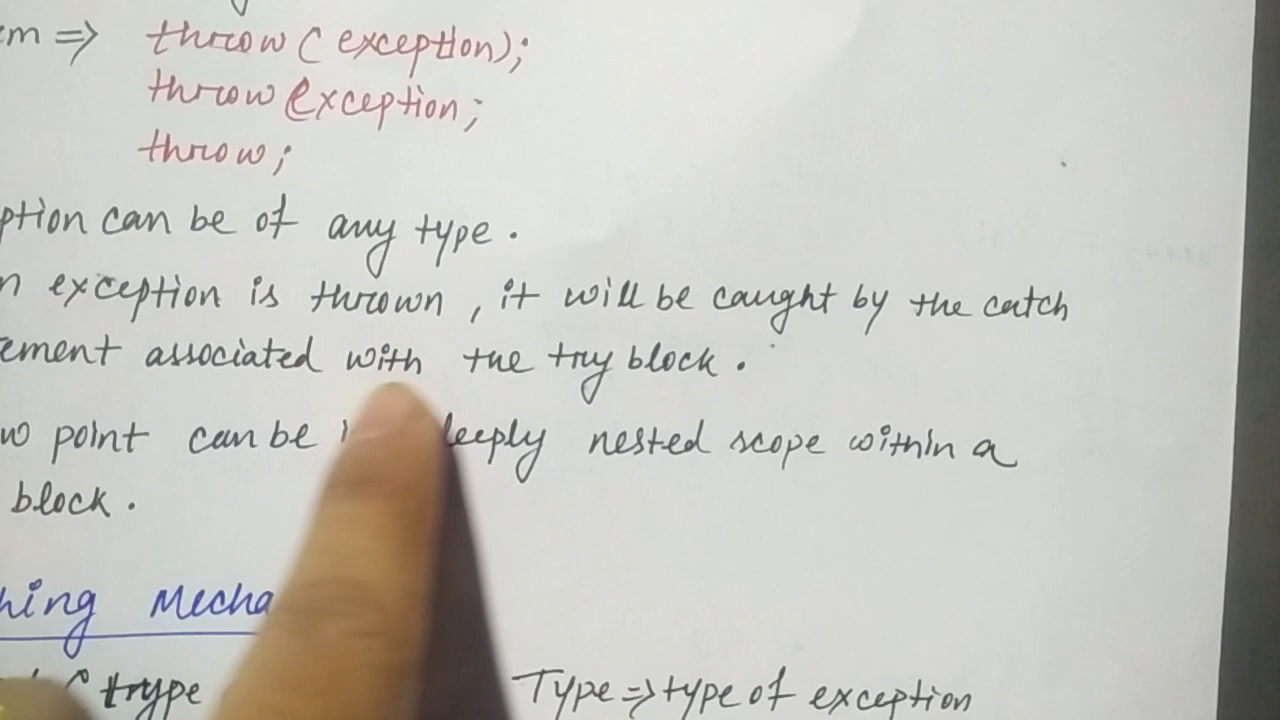 m => throw (exception);
throw exception;
throw;
ption can be of any type.
n exception is thrown, it will be caught by the catch
ement associated with the try block.
w point can be deeply nested scope within a
block.
hing Mecha
(trype Type => type of exception